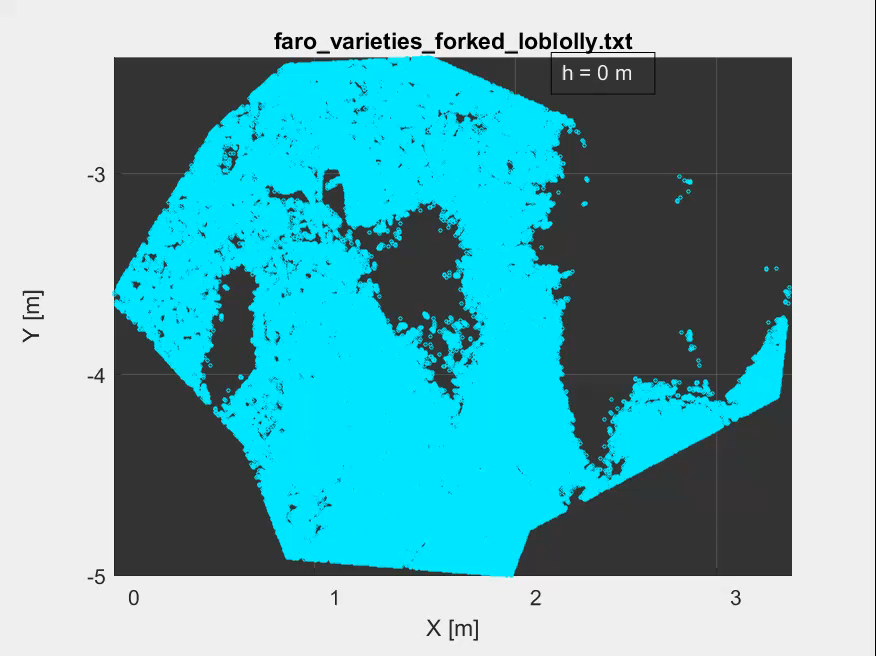 faro_varieties_forked_loblolly.txt
h = 0 m
-3
-4
-5
Y [m]
0 1 2 3
X [m]